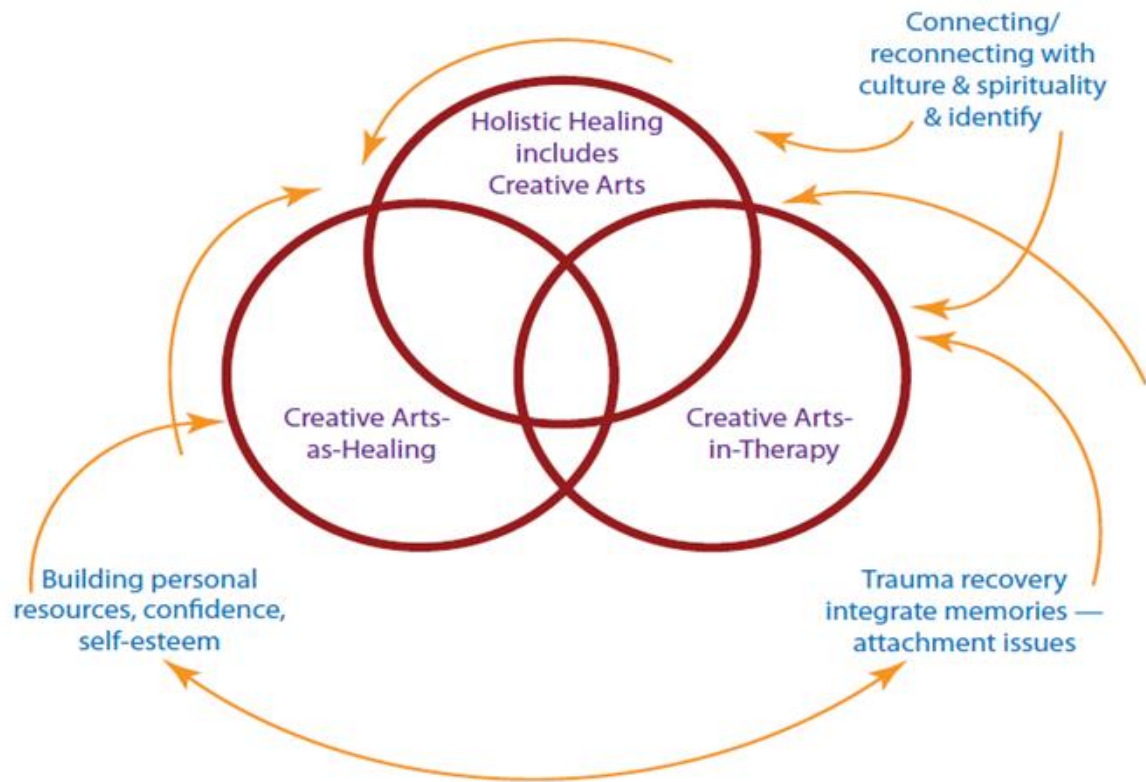 Connecting/
reconnecting with
culture & spirituality
& identify
Holistic Healing
includes
Creative Arts
Creative Arts-
as-Healing
Creative Arts-
in-Therapy
Building personal
resources, confidence,
self-esteem
Trauma recovery
integrate memories —
attachment issues